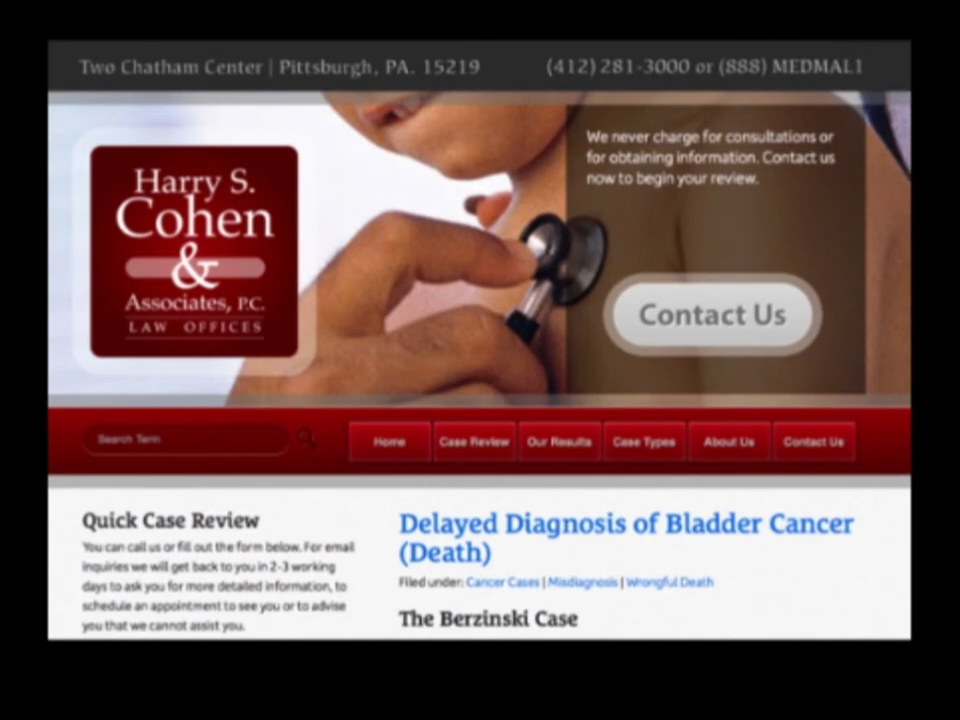 Two Chatham Center | Pittsburgh, PA. 15219
(412) 281-3000 or (888) MEDMAL1
We never charge for consultations or
for obtaining information. Contact us
now to begin your review.
Harry S.
Cohen
&
Associates, P.C.
LAW OFFICES
Contact Us
Search Term
Home
Case Review
Our Results
Case Types
About Us
Contact Us
Quick Case Review
You can call us or fill out the form below. For email
inquiries we will get back to you in 2-3 working
days to ask you for more detailed information, to
schedule an appointment to see you or to advise
you that we cannot assist you.
Delayed Diagnosis of Bladder Cancer
(Death)
Filed under: Cancer Cases | Misdiagnosis | Wrongful Death
The Berzinski Case